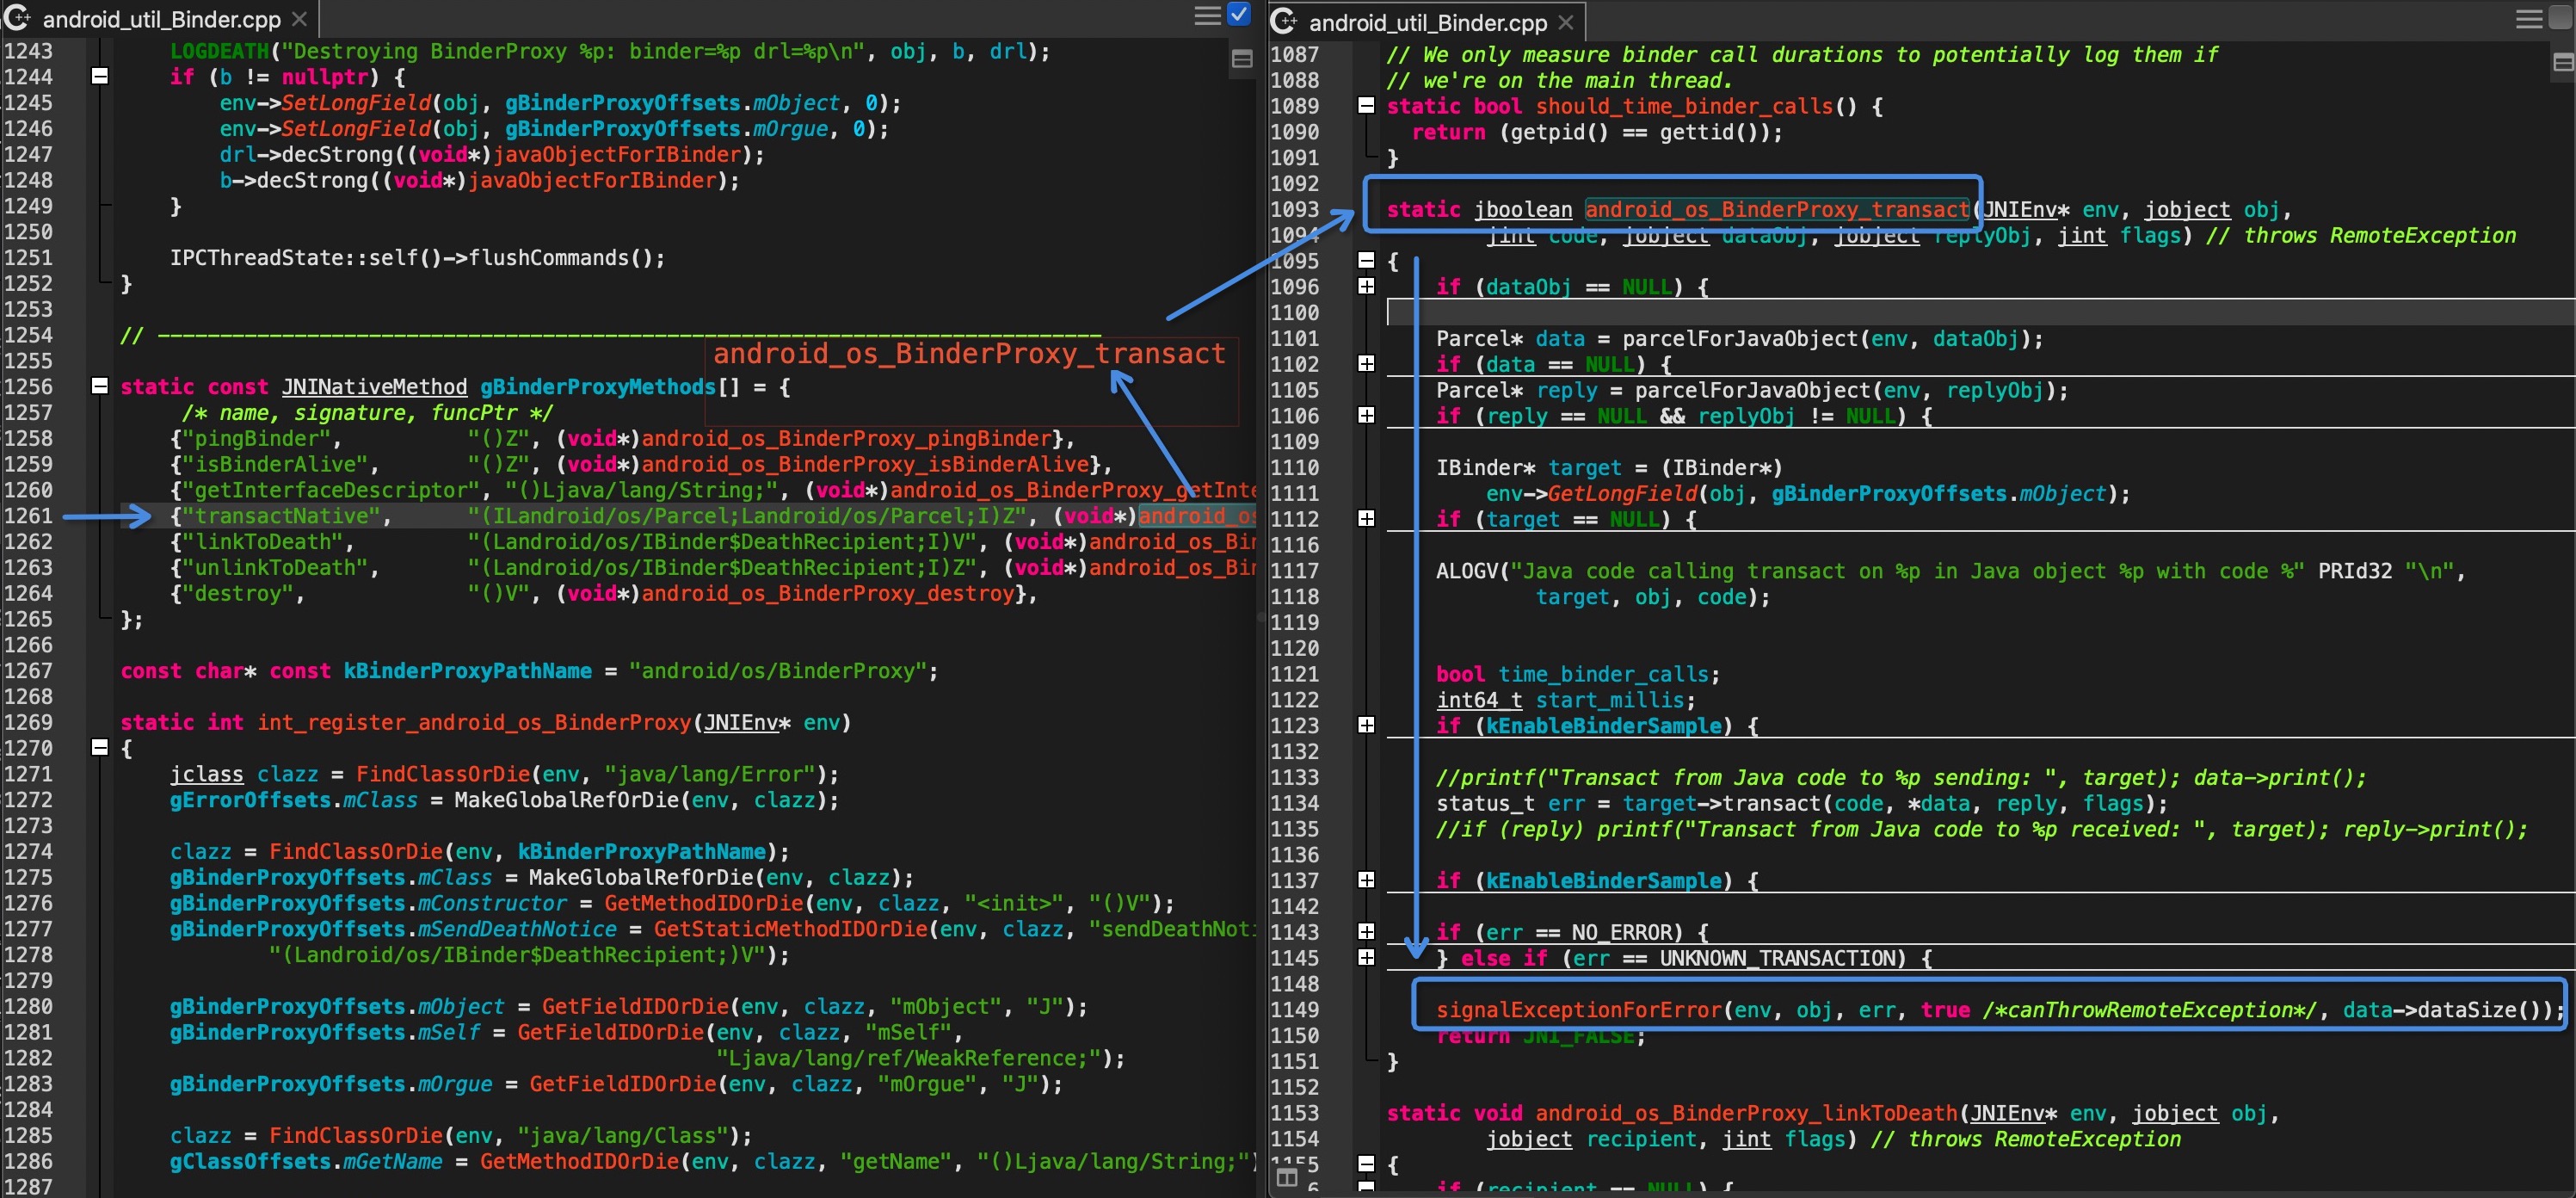 android_util_Binder.cpp
1243 LOGDEATH("Destroying BinderProxy %p: binder=%p drl=%p\n", obj, b, drl);
1244 if (b != nullptr) {
1245 env->SetLongField(obj, gBinderProxyOffsets.mObject, 0);
1246 env->SetLongField(obj, gBinderProxyOffsets.mOrgue, 0);
1247 drl->decStrong((void*)javaObjectForIBinder);
1248 b->decStrong((void*)javaObjectForIBinder);
1249 }
1250
1251 IPCThreadState::self()->flushCommands();
1252 }
1253
1254 // ----------------------------------------------------------------------------
1255
android_os_BinderProxy_transact
1256 static const JNINativeMethod gBinderProxyMethods[] = {
1257 /* name, signature, funcPtr */
1258 {"pingBinder", "()Z", (void*)android_os_BinderProxy_pingBinder},
1259 {"isBinderAlive", "()Z", (void*)android_os_BinderProxy_isBinderAlive},
1260 {"getInterfaceDescriptor", "()Ljava/lang/String;", (void*)android_os_BinderProxy_getInte
1261 {"transactNative", "(ILandroid/os/Parcel;Landroid/os/Parcel;I)Z", (void*)android_os
1262 {"linkToDeath", "(Landroid/os/IBinder$DeathRecipient;I)V", (void*)android_os_Bin
1263 {"unlinkToDeath", "(Landroid/os/IBinder$DeathRecipient;I)Z", (void*)android_os_Bin
1264 {"destroy", "()V", (void*)android_os_BinderProxy_destroy},
1265 };
1266
1267 const char* const kBinderProxyPathName = "android/os/BinderProxy";
1268
1269 static int int_register_android_os_BinderProxy(JNIEnv* env)
1270 {
1271 jclass clazz = FindClassOrDie(env, "java/lang/Error");
1272 gErrorOffsets.mClass = MakeGlobalRefOrDie(env, clazz);
1273
1274 clazz = FindClassOrDie(env, kBinderProxyPathName);
1275 gBinderProxyOffsets.mClass = MakeGlobalRefOrDie(env, clazz);
1276 gBinderProxyOffsets.mConstructor = GetMethodIDOrDie(env, clazz, "<init>", "()V");
1277 gBinderProxyOffsets.mSendDeathNotice = GetStaticMethodIDOrDie(env, clazz, "sendDeathNoti
1278 "(Landroid/os/IBinder$DeathRecipient;)V");
1279
1280 gBinderProxyOffsets.mObject = GetFieldIDOrDie(env, clazz, "mObject", "J");
1281 gBinderProxyOffsets.mSelf = GetFieldIDOrDie(env, clazz, "mSelf",
1282 "Ljava/lang/ref/WeakReference;");
1283 gBinderProxyOffsets.mOrgue = GetFieldIDOrDie(env, clazz, "mOrgue", "J");
1284
1285 clazz = FindClassOrDie(env, "java/lang/Class");
1286 gClassOffsets.mGetName = GetMethodIDOrDie(env, clazz, "getName", "()Ljava/lang/String;")
1287
android_util_Binder.cpp
1087 // We only measure binder call durations to potentially log them if
1088 // we're on the main thread.
1089 static bool should_time_binder_calls() {
1090 return (getpid() == gettid());
1091 }
1092
1093 static jboolean android_os_BinderProxy_transact(JNIEnv* env, jobject obj,
1094 jint code, jobject dataObj, jobject replyObj, jint flags) // throws RemoteException
1095 {
1096 if (dataObj == NULL) {
1100
1101 Parcel* data = parcelForJavaObject(env, dataObj);
1102 if (data == NULL) {
1105 Parcel* reply = parcelForJavaObject(env, replyObj);
1106 if (reply == NULL && replyObj != NULL) {
1109
1110 IBinder* target = (IBinder*)
1111 env->GetLongField(obj, gBinderProxyOffsets.mObject);
1112 if (target == NULL) {
1116
1117 ALOGV("Java code calling transact on %p in Java object %p with code %" PRId32 "\n",
1118 target, obj, code);
1119
1120
1121 bool time_binder_calls;
1122 int64_t start_millis;
1123 if (kEnableBinderSample) {
1132
1133 //printf("Transact from Java code to %p sending: ", target); data->print();
1134 status_t err = target->transact(code, *data, reply, flags);
1135 //if (reply) printf("Transact from Java code to %p received: ", target); reply->print();
1136
1137 if (kEnableBinderSample) {
1142
1143 if (err == NO_ERROR) {
1145 } else if (err == UNKNOWN_TRANSACTION) {
1148
1149 signalExceptionForError(env, obj, err, true /*canThrowRemoteException*/, data->dataSize());
1150 return JNI_FALSE;
1151 }
1152
1153 static void android_os_BinderProxy_linkToDeath(JNIEnv* env, jobject obj,
1154 jobject recipient, jint flags) // throws RemoteException
1155 {
6 if (recipient == NULL) {